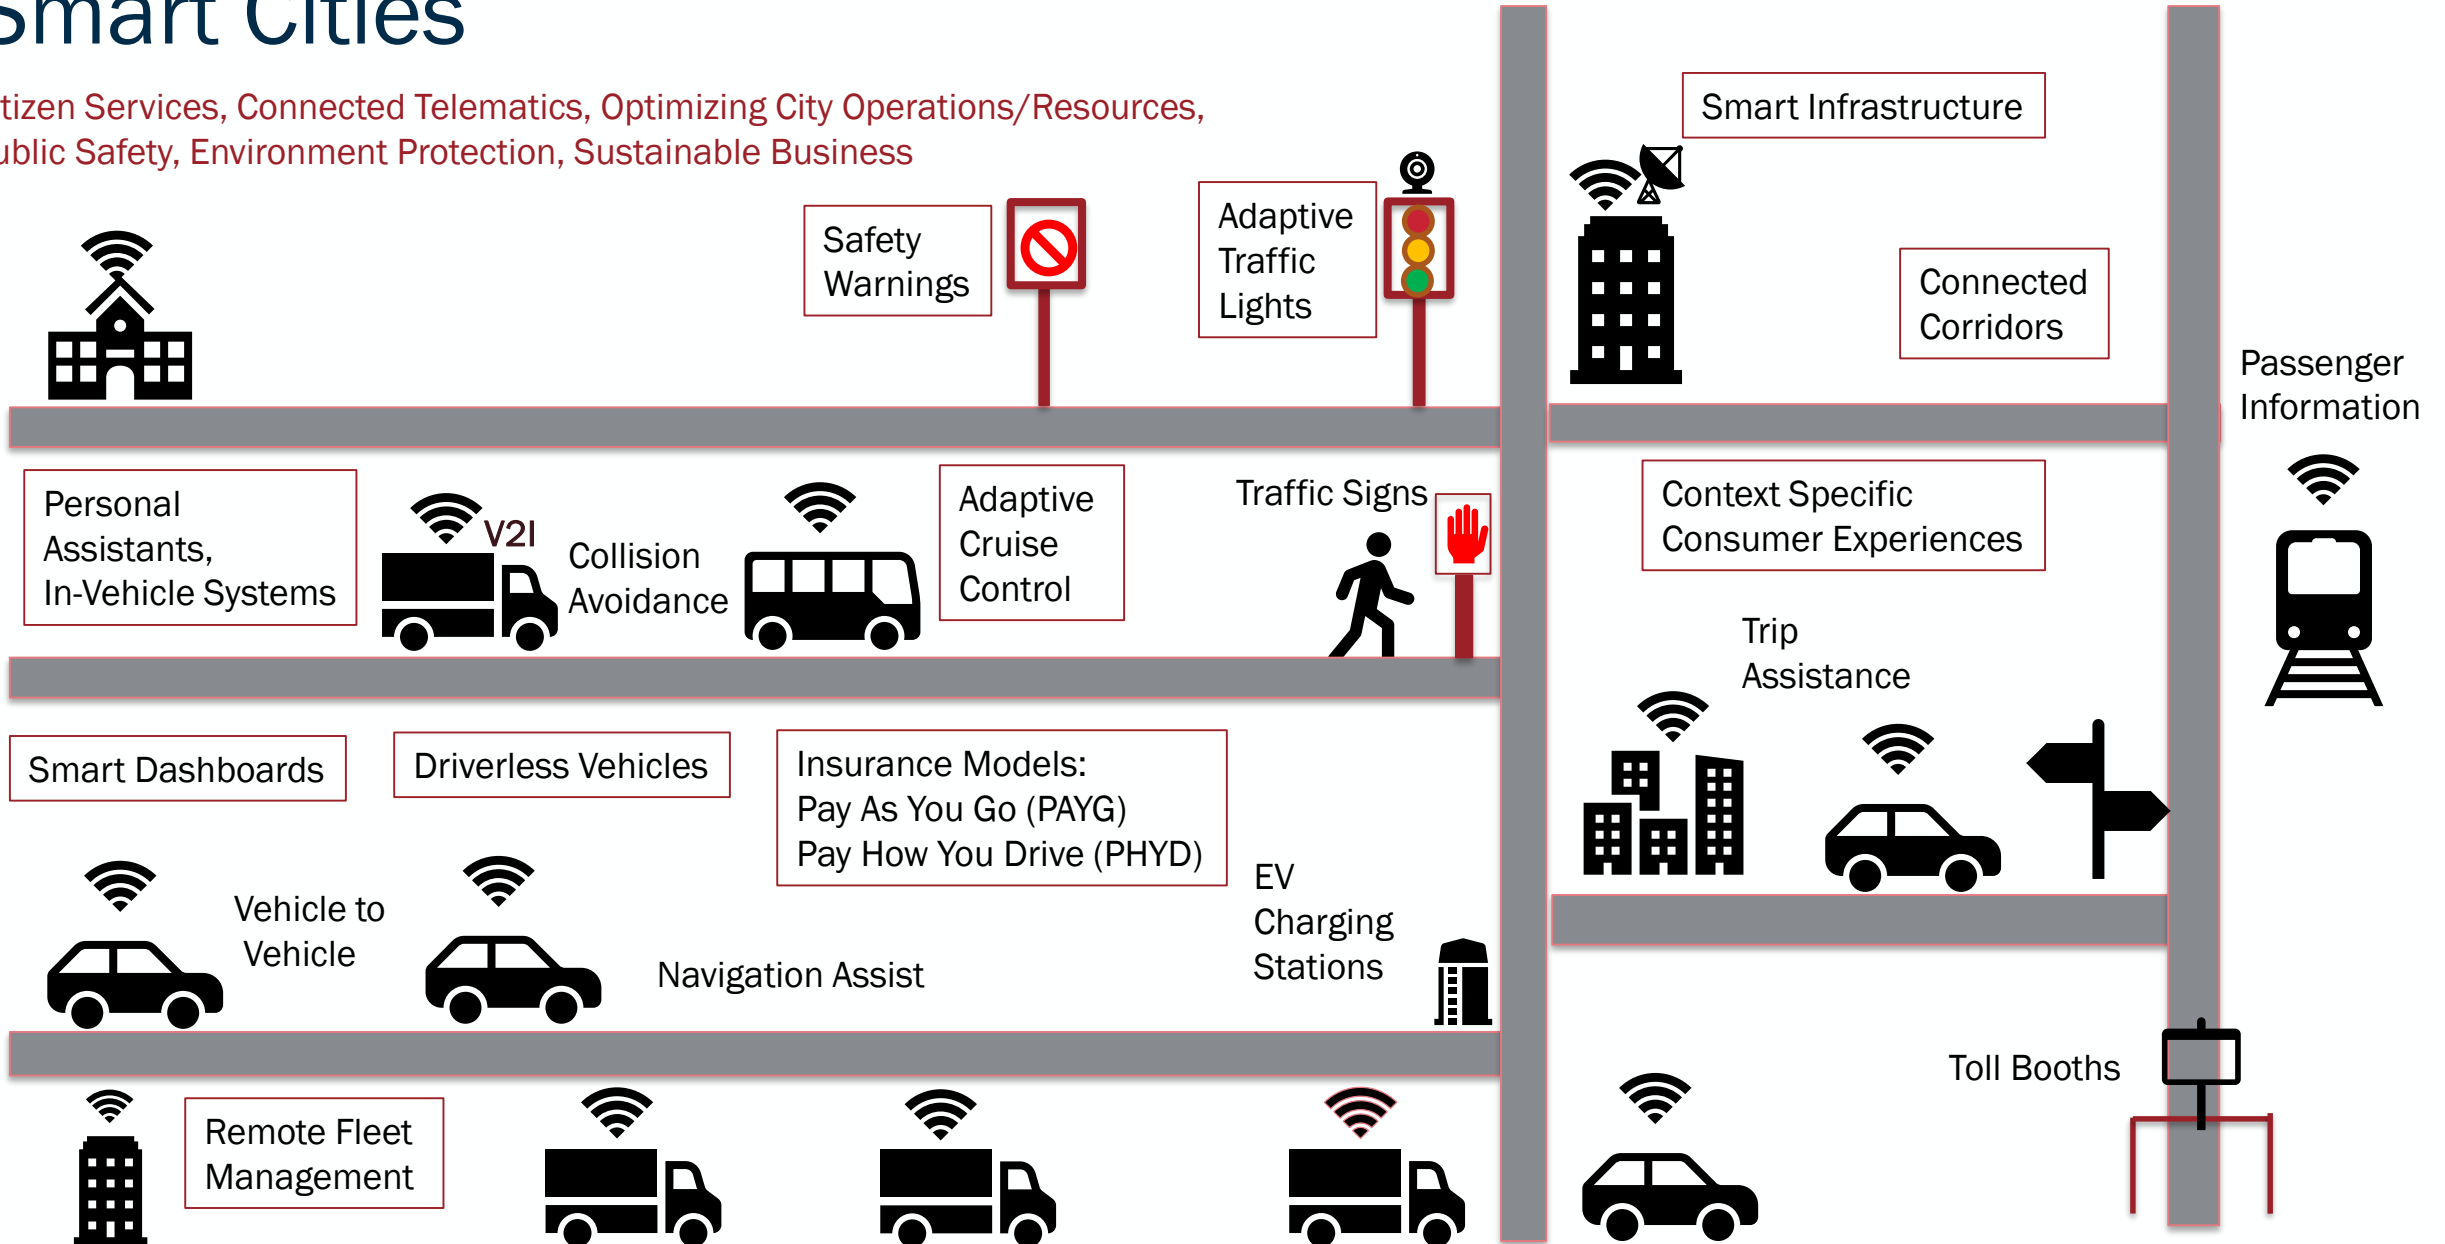 Smart Cities
tizen Services, Connected Telematics, Optimizing City Operations/Resources,
ublic Safety, Environment Protection, Sustainable Business
Smart Infrastructure
Safety
Warnings
Adaptive
Traffic
Lights
Connected
Corridors
Passenger
Information
Personal
Assistants,
In-Vehicle Systems
V2I
Collision
Avoidance
Adaptive
Cruise
Control
Traffic Signs
Context Specific
Consumer Experiences
Trip
Assistance
Smart Dashboards
Driverless Vehicles
Insurance Models:
Pay As You Go (PAYG)
Pay How You Drive (PHYD)
Vehicle to
Vehicle
Navigation Assist
EV
Charging
Stations
Toll Booths
Remote Fleet
Management